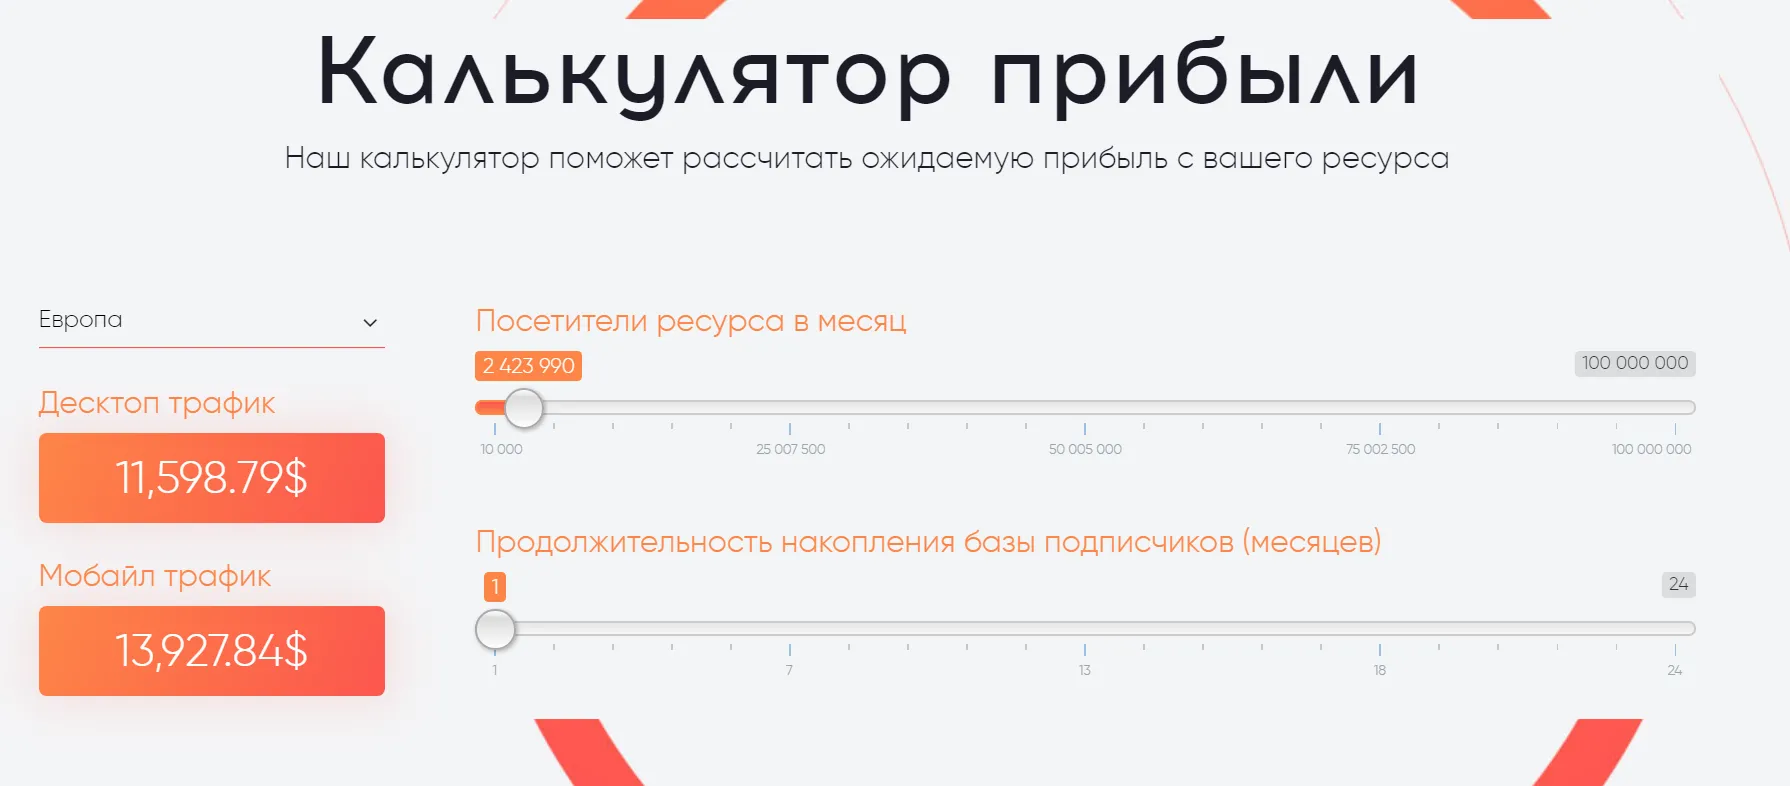 Калькулятор прибыли
Наш калькулятор поможет рассчитать ожидаемую прибыль с вашего ресурса
Европа
Десктоп трафик
11,598.79$
Мобайл трафик
13,927.84$
Посетители ресурса в месяц
2 423 990
100 000 000
10 000
25 007 500
50 005 000
75 002 500
100 000 000
Продолжительность накопления базы подписчиков (месяцев)
1
24
1
7
13
18
24